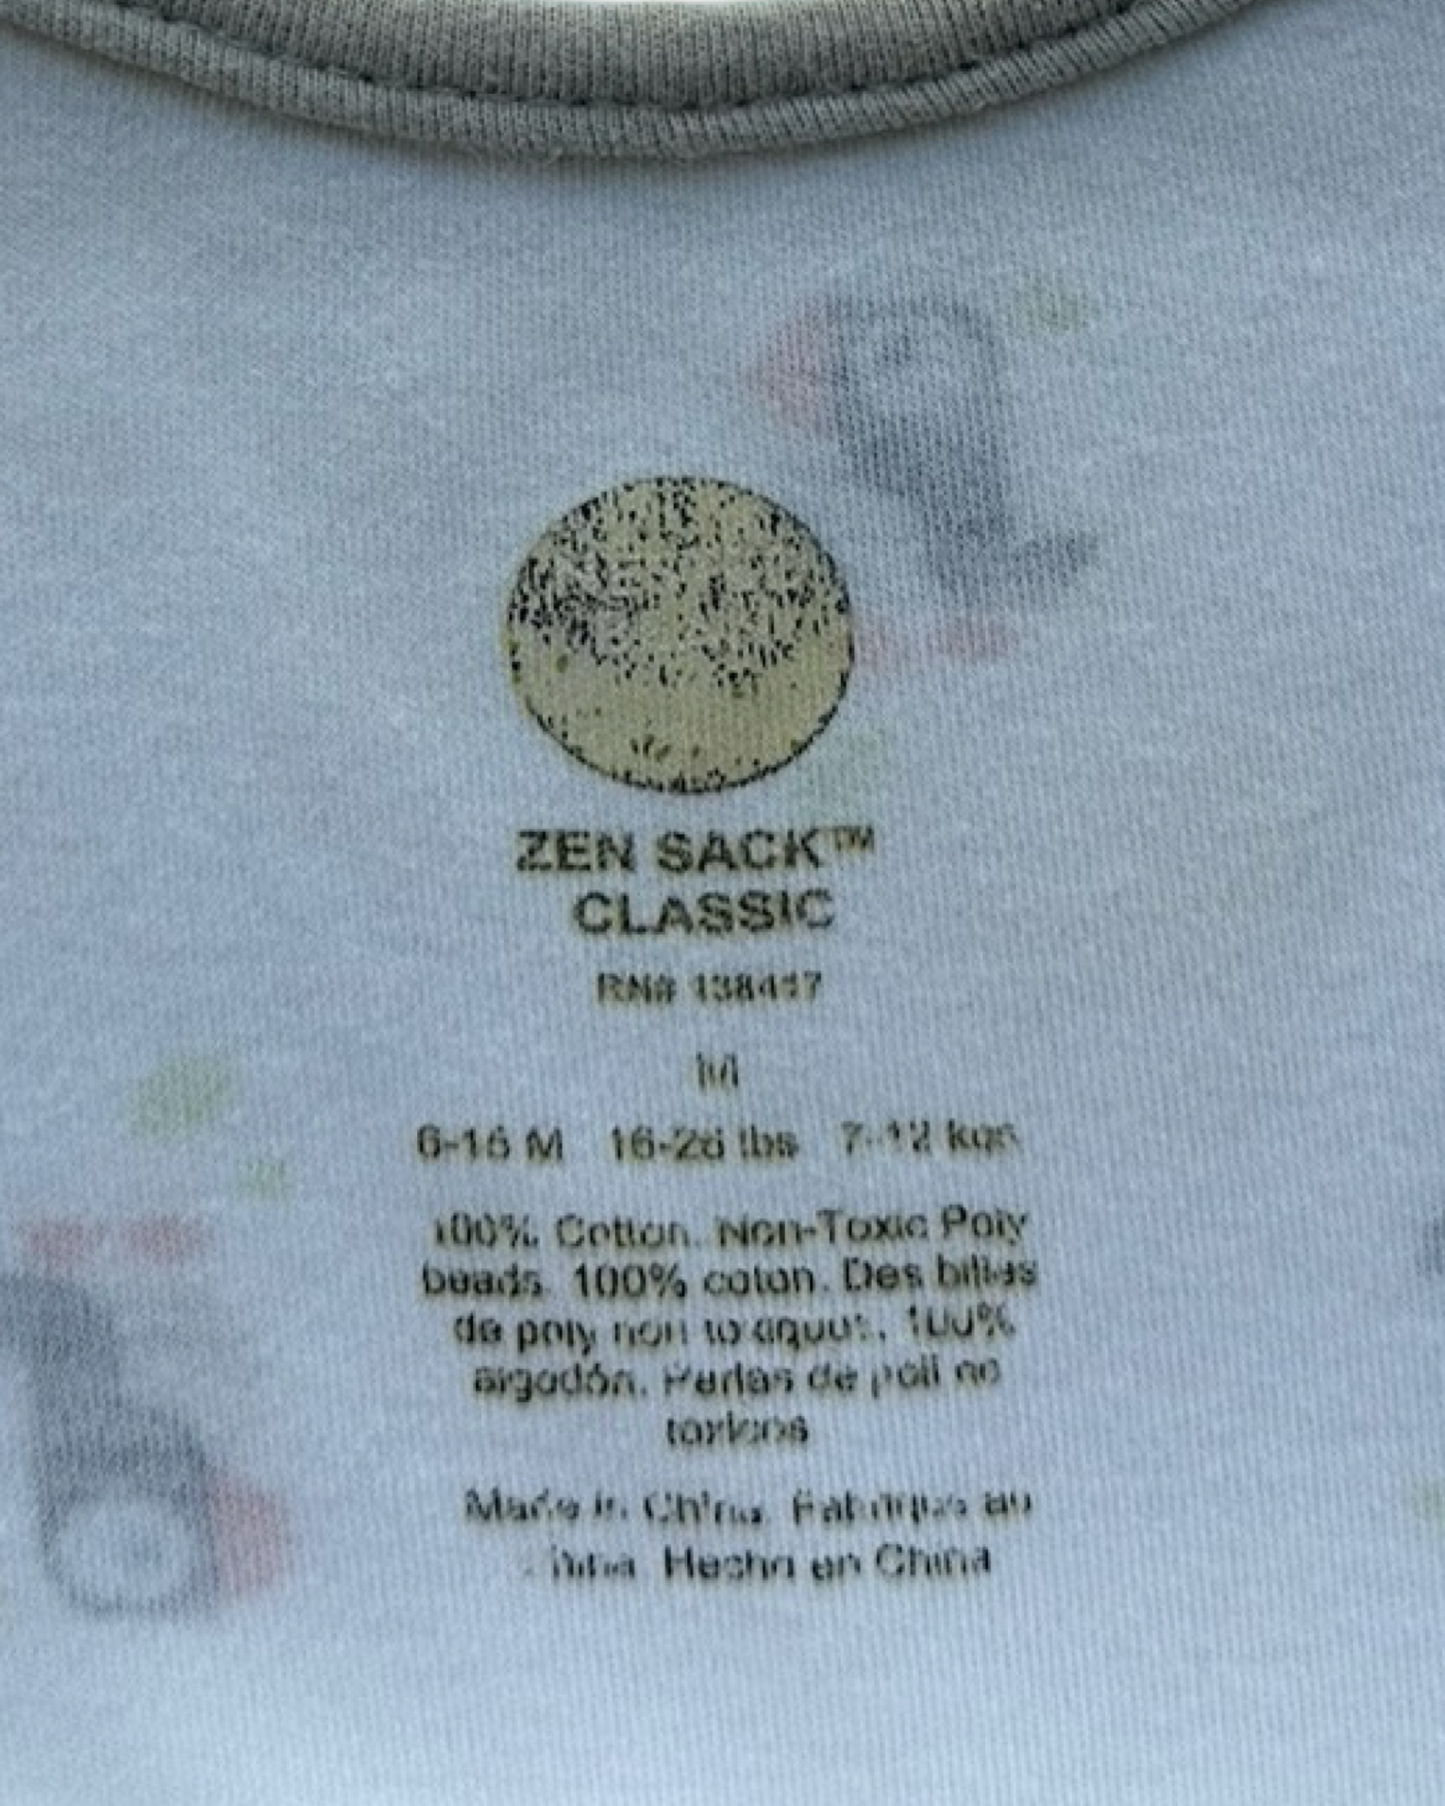 ZEN SACK™
CLASSIC
RN# 138417
M
6-16 M 16-26 lbs 7-12 kgs
100% Cotton. Non-Toxic Poly
beads. 100% coton. Des billes
de poly non toxiques. 100%
algodón. Perlas de poli no
toxicos
Made in China. Fabriqué au
Hecho en China